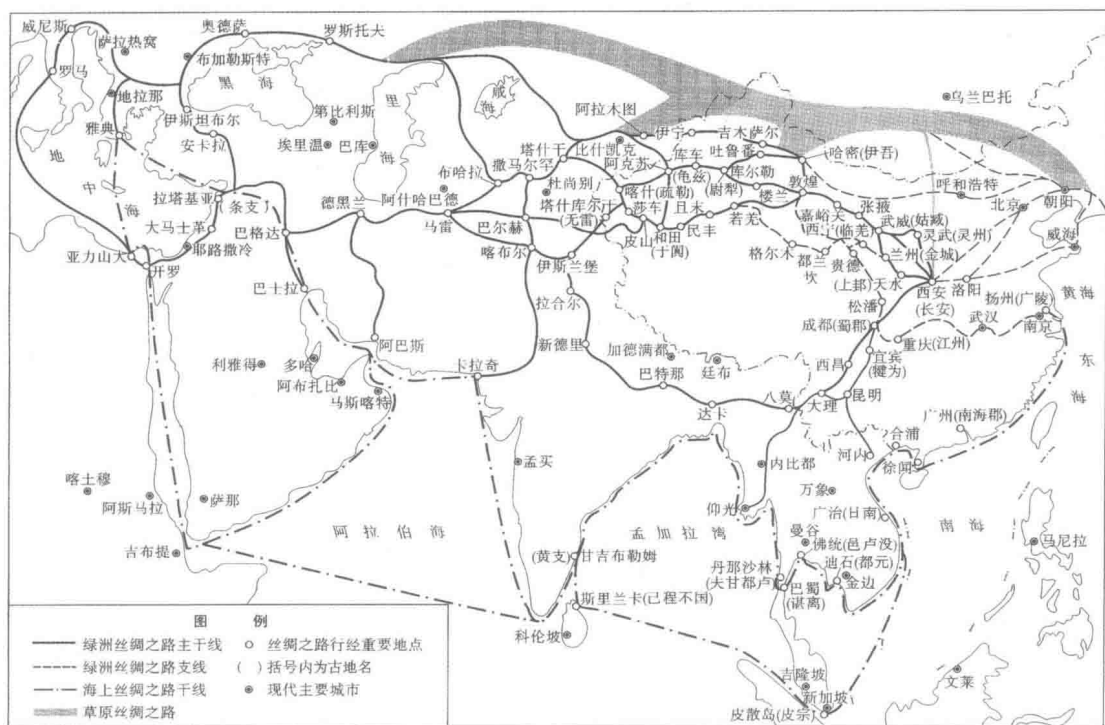 威尼斯
萨拉热窝
奥德萨
罗斯托夫
罗马
布加勒斯特
黑海
里海
咸海
地拉那
第比利斯
阿拉木图
乌兰巴托
雅典
伊斯坦布尔
安卡拉
埃里温
巴库
塔什干
比什凯克
伊宁
吉木萨尔
布哈拉
撒马尔罕
阿克苏
库车
(龟兹)
吐鲁番
哈密(伊吾)
地中海
杜尚别
喀什(疏勒)
库尔勒
(尉犁)
楼兰
敦煌
呼和浩特
北京
朝阳
拉塔基亚
(条支)
德黑兰
阿什哈巴德
马雷
巴尔赫
塔什库尔干
(无雷)
莎车
且末
若羌
嘉峪关
张掖
武威(姑臧)
西宁(临羌)
灵武(灵州)
威海
大马士革
巴格达
皮山
和田
(于阗)
民丰
格尔木
都兰
贵德
兰州(金城)
亚力山大
耶路撒冷
开罗
喀布尔
伊斯兰堡
坎
(上邽)
天水
西安
(长安)
洛阳
黄海
巴士拉
拉合尔
松潘
扬州(广陵)
武汉
南京
阿巴斯
新德里
加德满都
廷布
成都(蜀郡)
重庆(江州)
宜宾
(犍为)
东海
利雅得
多哈
阿布扎比
马斯喀特
卡拉奇
巴特那
西昌
达卡
八莫
大理
昆明
广州(南海郡)
合浦
河内
徐闻
孟买
内比都
喀土穆
阿斯马拉
萨那
万象
仰光
广治(日南)
阿拉伯海
孟加拉湾
南海
吉布提
曼谷
佛统(邑卢没)
马尼拉
(黄支)
甘吉布勒姆
丹那沙林
(夫甘都卢)
迪石(都元)
金边
巴蜀
(谌离)
斯里兰卡(己程不国)
科伦坡
吉隆坡
新加坡
文莱
皮散岛(皮宗)
图 例
绿洲丝绸之路主干线
丝绸之路行经重要地点
绿洲丝绸之路支线
( ) 括号内为古地名
海上丝绸之路干线
现代主要城市
草原丝绸之路